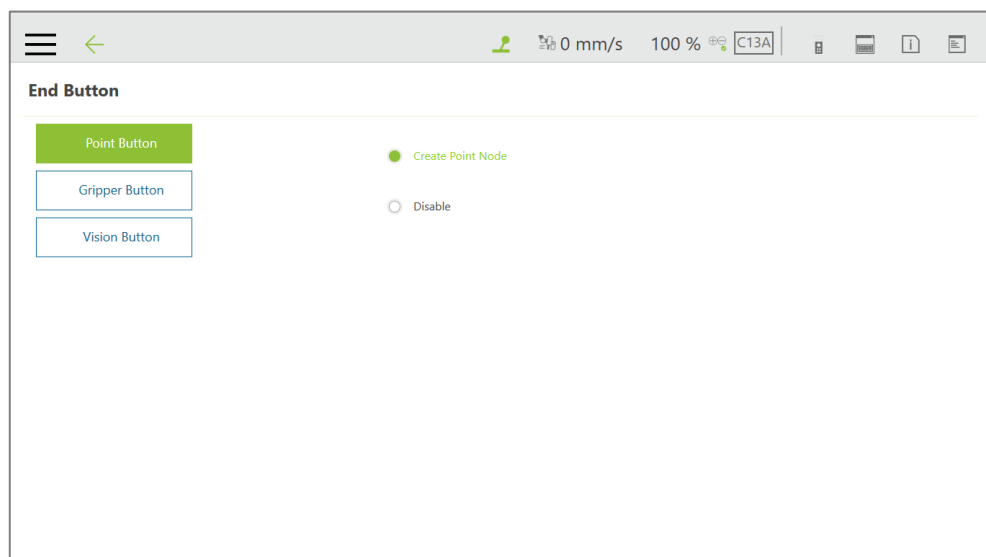 0 mm/s 100 % C13A
End Button
Point Button
Create Point Node
Gripper Button
Disable
Vision Button